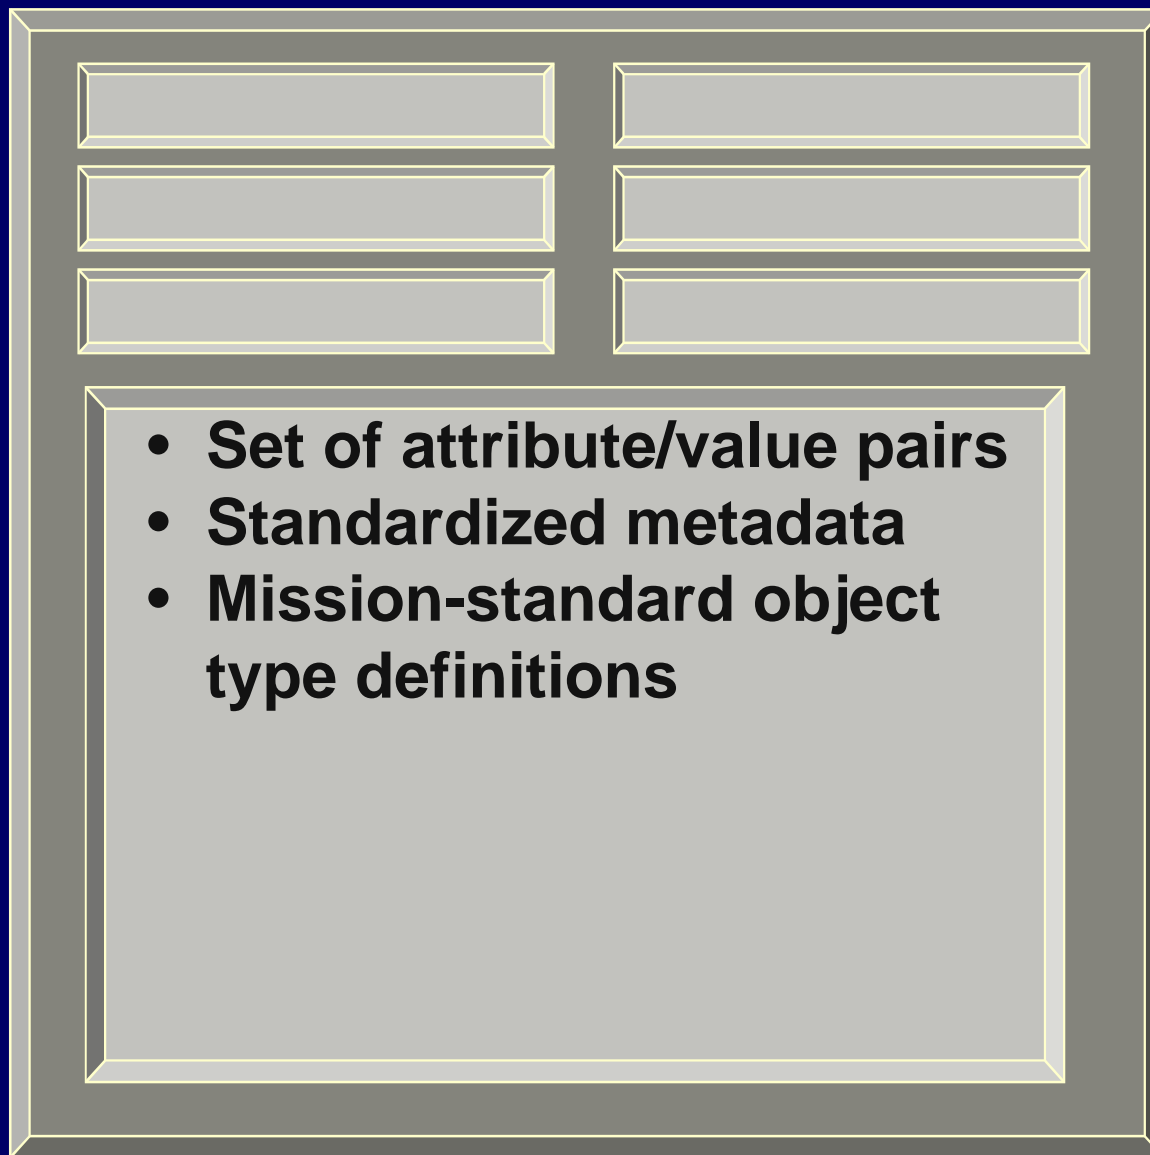 • Set of attribute/value pairs
• Standardized metadata
• Mission-standard object
type definitions